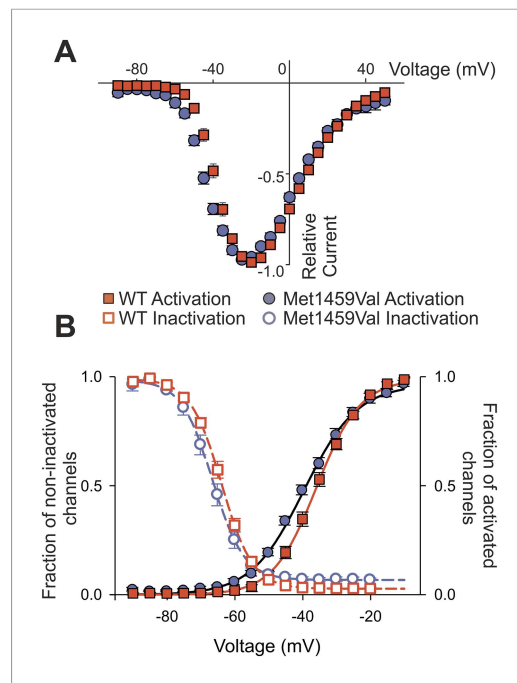 A
-80
-40
0
40
Voltage (mV)
-0.5
-1.0
Relative
Current
WT Activation
Met1459Val Activation
WT Inactivation
Met1459Val Inactivation
B
Fraction of non-inactivated
channels
1.0
0.5
0.0
1.0
0.5
0.0
Fraction of activated
channels
-80
-60
-40
-20
Voltage (mV)